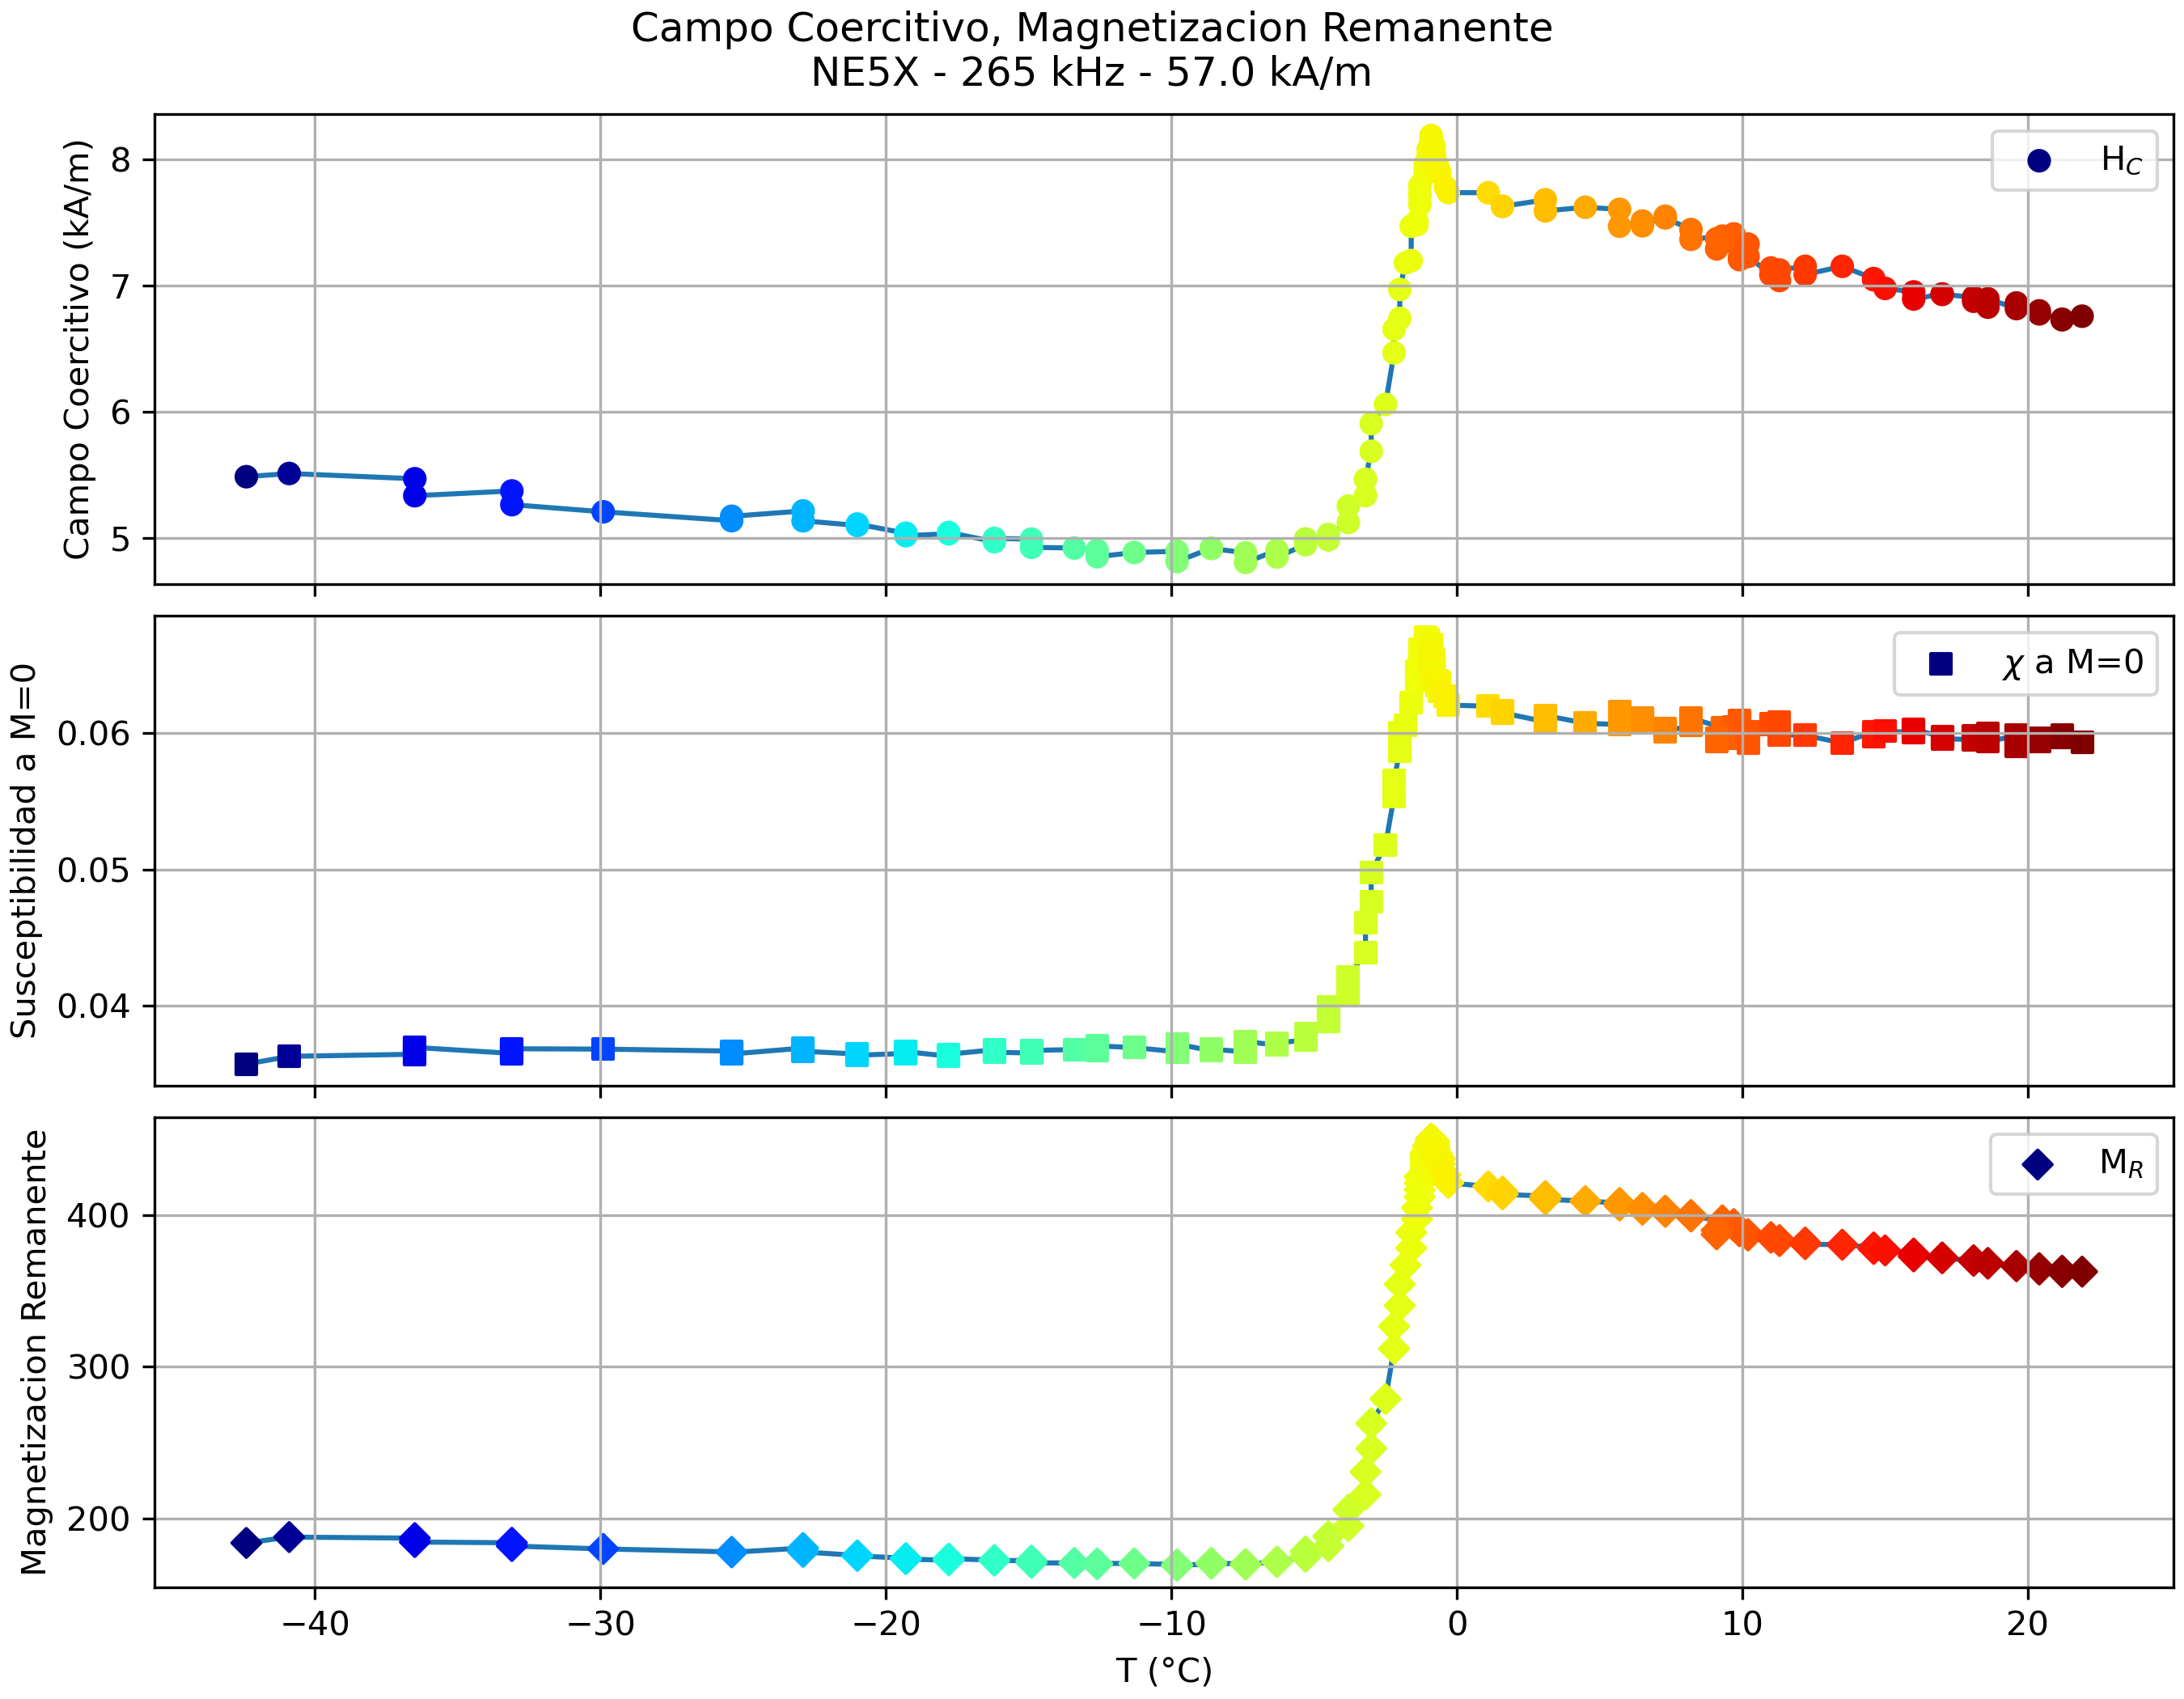 Campo Coercitivo, Magnetizacion Remanente
NE5X - 265 kHz - 57.0 kA/m
Campo Coercitivo (kA/m)
8
7
6
5
H_C
Susceptibilidad a M=0
0.06
0.05
0.04
χ a M=0
Magnetizacion Remanente
400
300
200
M_R
−40 −30 −20 −10 0 10 20
T (°C)